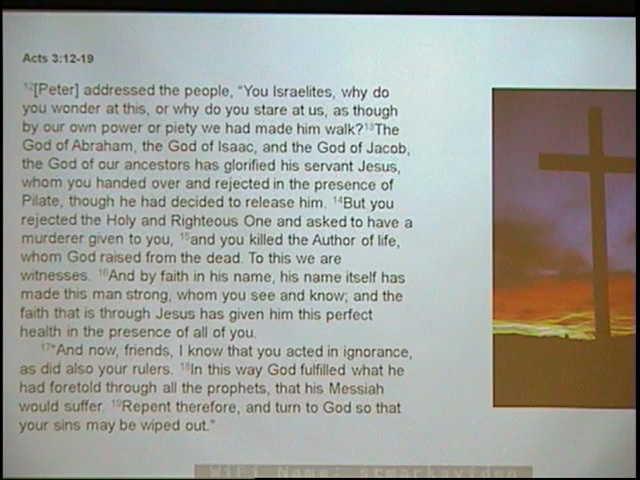 Acts 3:12-19
12[Peter] addressed the people, "You Israelites, why do
you wonder at this, or why do you stare at us, as though
by our own power or piety we had made him walk?13The
God of Abraham, the God of Isaac, and the God of Jacob,
the God of our ancestors has glorified his servant Jesus,
whom you handed over and rejected in the presence of
Pilate, though he had decided to release him. 14But you
rejected the Holy and Righteous One and asked to have a
murderer given to you, 15and you killed the Author of life,
whom God raised from the dead. To this we are
witnesses. 16And by faith in his name, his name itself has
made this man strong, whom you see and know; and the
faith that is through Jesus has given him this perfect
health in the presence of all of you.
17"And now, friends, I know that you acted in ignorance,
as did also your rulers. 18In this way God fulfilled what he
had foretold through all the prophets, that his Messiah
would suffer. 19Repent therefore, and turn to God so that
your sins may be wiped out."
WiFi Name: stmarksvideo